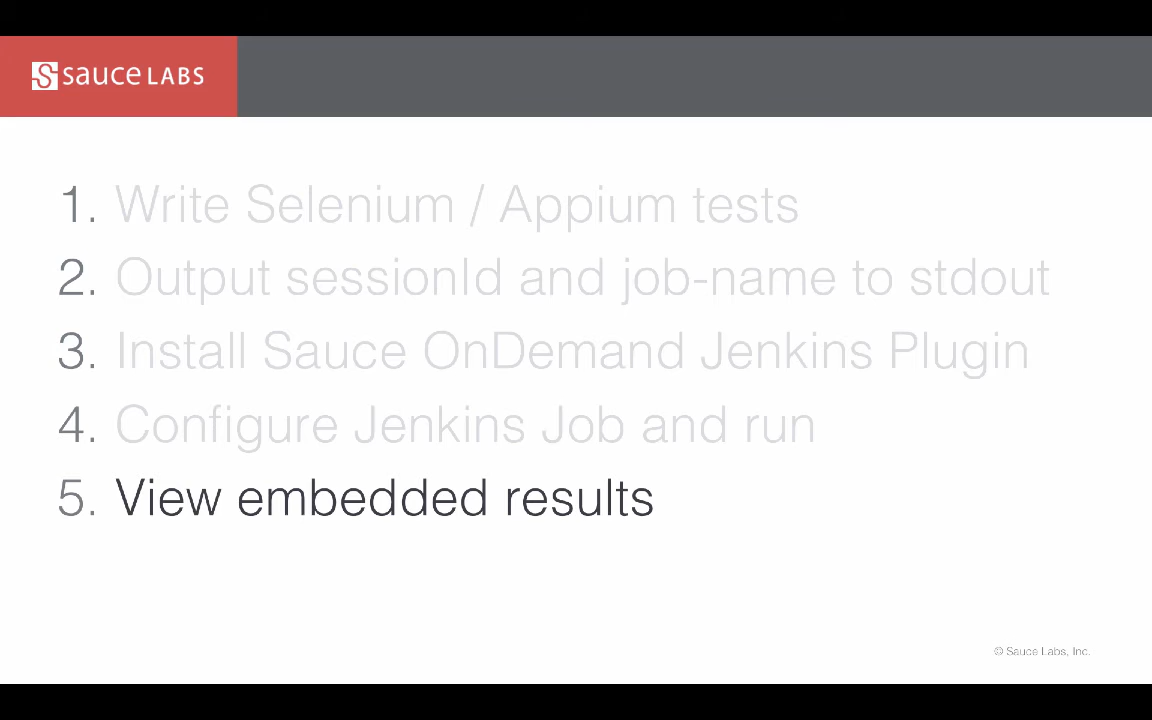 sauce LABS
1. Write Selenium / Appium tests
2. Output sessionId and job-name to stdout
3. Install Sauce OnDemand Jenkins Plugin
4. Configure Jenkins Job and run
5. View embedded results
© Sauce Labs, Inc.